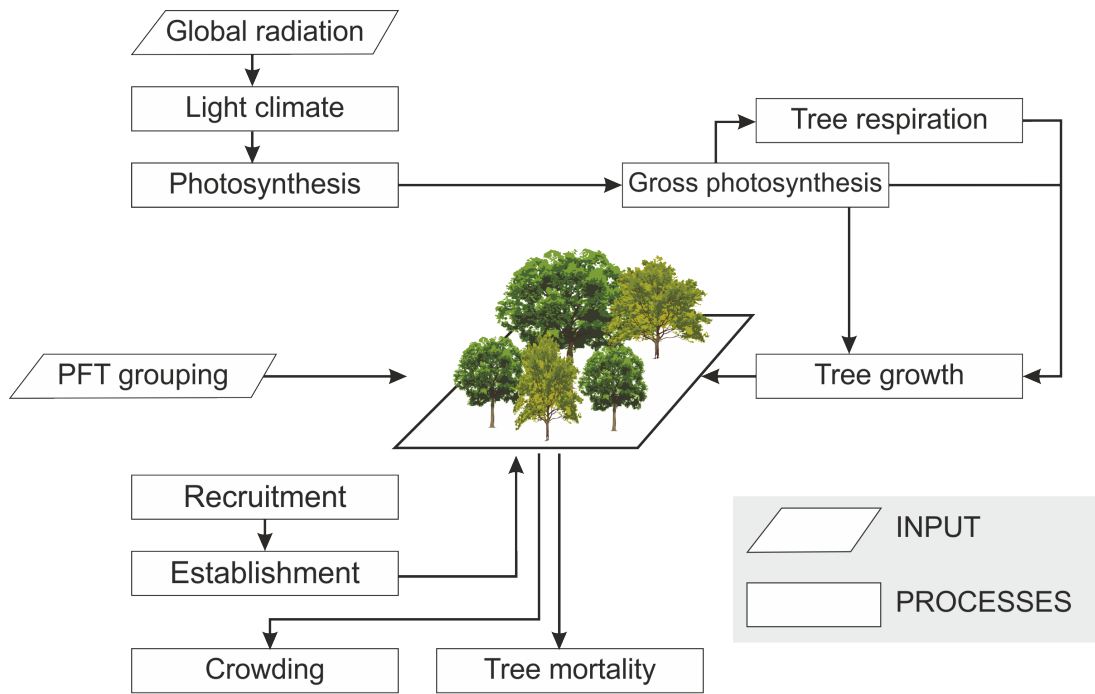 Global radiation
Light climate
Photosynthesis
Tree respiration
Gross photosynthesis
PFT grouping
Tree growth
Recruitment
Establishment
Crowding
Tree mortality
INPUT
PROCESSES